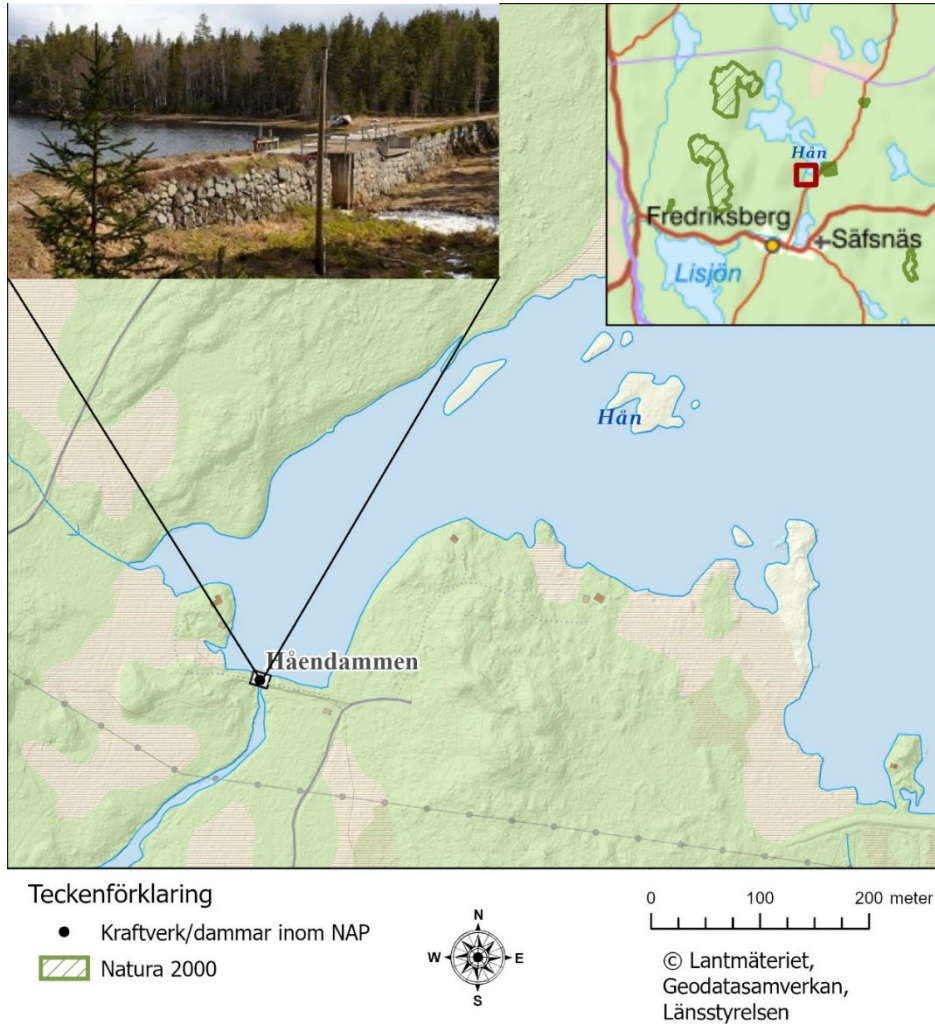 Hån
Fredriksberg
Säfsnäs
Lisjön
Hån
Håendammen
Teckenförklaring
Kraftverk/dammar inom NAP
Natura 2000
N
W E
S
0 100 200 meter
© Lantmäteriet,
Geodatasamverkan,
Länsstyrelsen